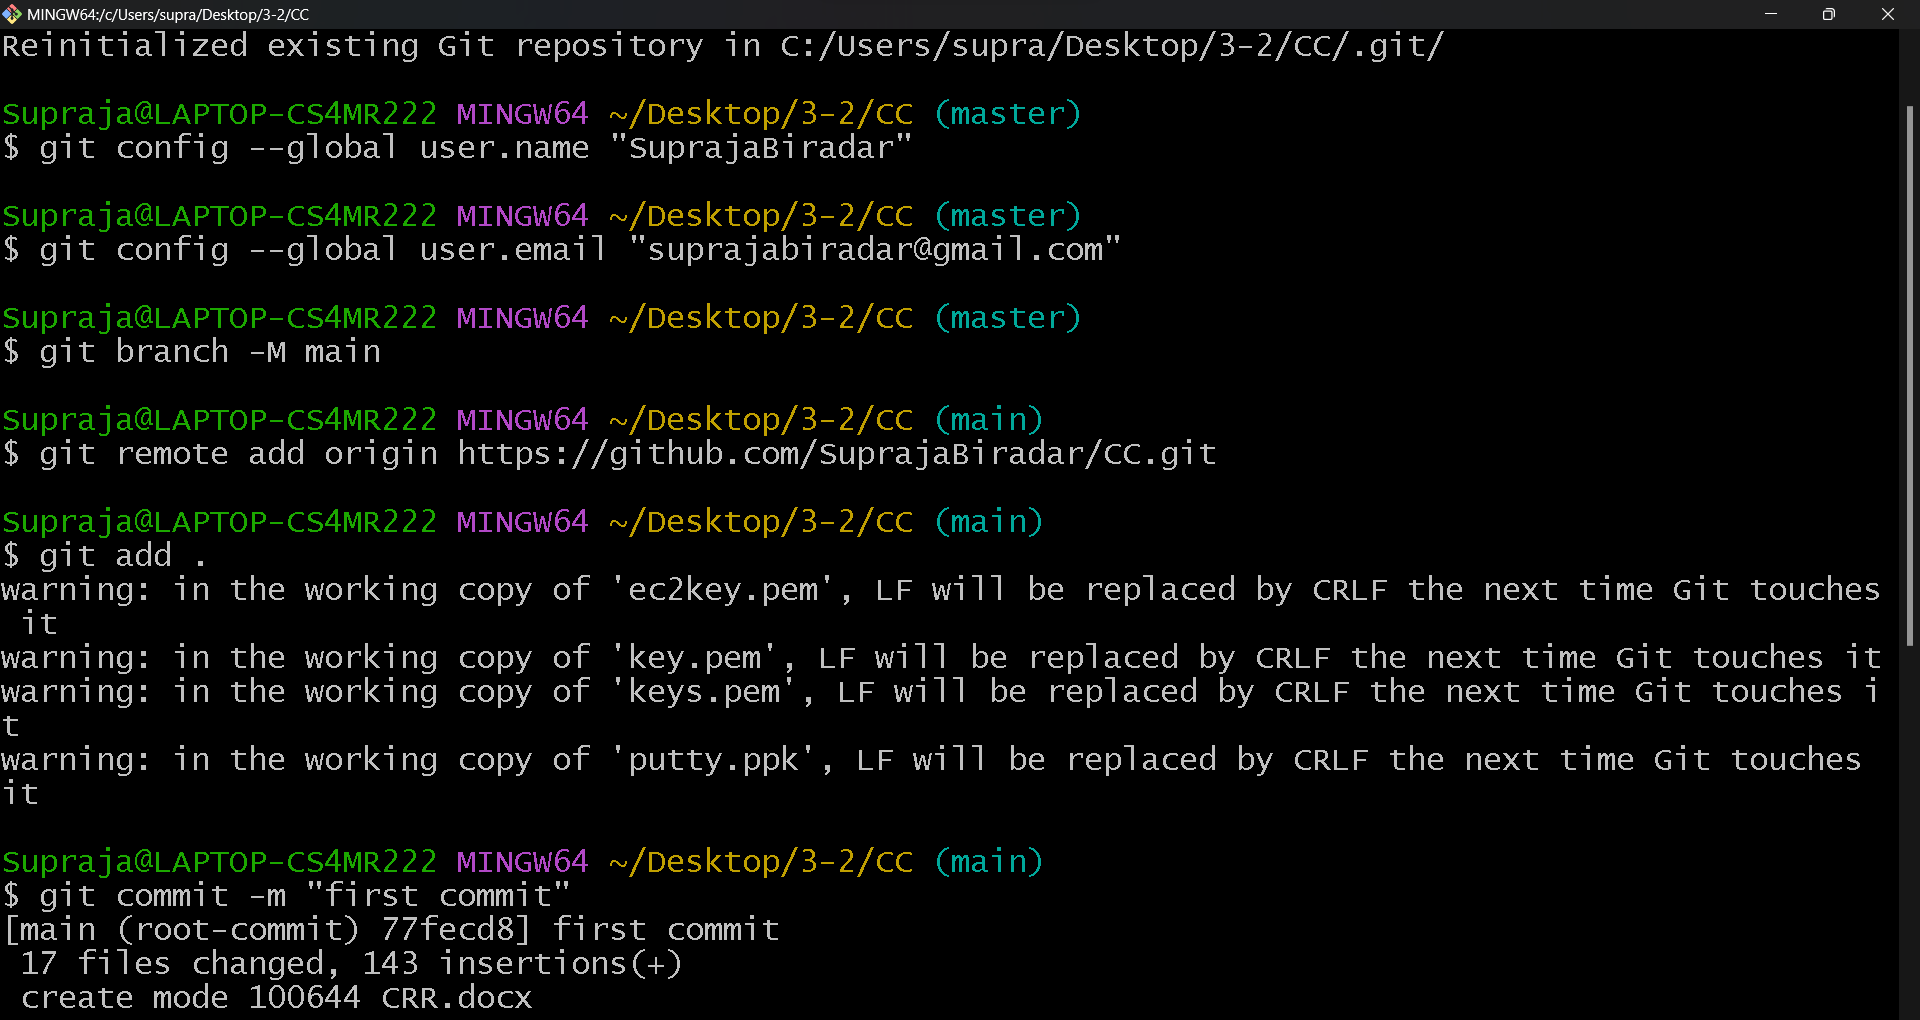 MINGW64:/c/Users/supra/Desktop/3-2/CC
Reinitialized existing Git repository in C:/Users/supra/Desktop/3-2/CC/.git/
Supraja@LAPTOP-CS4MR222 MINGW64 ~/Desktop/3-2/CC (master)
$ git config --global user.name "SuprajaBiradar"
Supraja@LAPTOP-CS4MR222 MINGW64 ~/Desktop/3-2/CC (master)
$ git config --global user.email "suprajabiradar@gmail.com"
Supraja@LAPTOP-CS4MR222 MINGW64 ~/Desktop/3-2/CC (master)
$ git branch -M main
Supraja@LAPTOP-CS4MR222 MINGW64 ~/Desktop/3-2/CC (main)
$ git remote add origin https://github.com/SuprajaBiradar/CC.git
Supraja@LAPTOP-CS4MR222 MINGW64 ~/Desktop/3-2/CC (main)
$ git add .
warning: in the working copy of 'ec2key.pem', LF will be replaced by CRLF the next time Git touches
it
warning: in the working copy of 'key.pem', LF will be replaced by CRLF the next time Git touches it
warning: in the working copy of 'keys.pem', LF will be replaced by CRLF the next time Git touches i
t
warning: in the working copy of 'putty.ppk', LF will be replaced by CRLF the next time Git touches
it
Supraja@LAPTOP-CS4MR222 MINGW64 ~/Desktop/3-2/CC (main)
$ git commit -m "first commit"
[main (root-commit) 77fecd8] first commit
17 files changed, 143 insertions(+)
create mode 100644 CRR.docx